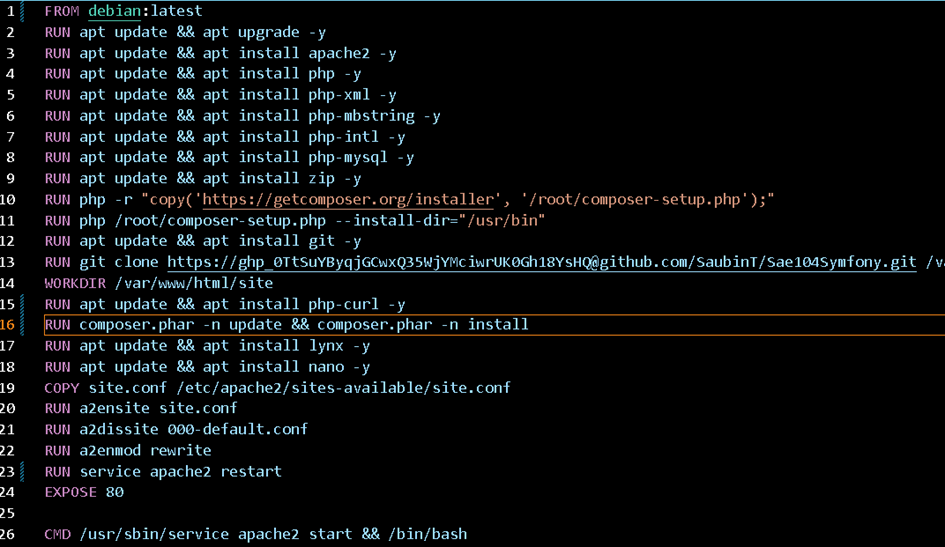 1 FROM debian:latest
2 RUN apt update && apt upgrade -y
3 RUN apt update && apt install apache2 -y
4 RUN apt update && apt install php -y
5 RUN apt update && apt install php-xml -y
6 RUN apt update && apt install php-mbstring -y
7 RUN apt update && apt install php-intl -y
8 RUN apt update && apt install php-mysql -y
9 RUN apt update && apt install zip -y
10 RUN php -r "copy('https://getcomposer.org/installer', '/root/composer-setup.php');"
11 RUN php /root/composer-setup.php --install-dir="/usr/bin"
12 RUN apt update && apt install git -y
13 RUN git clone https://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@github.com/SaubinT/Sae104Symfony.git
14 WORKDIR /var/www/html/site
15 RUN apt update && apt install php-curl -y
16 RUN composer.phar -n update && composer.phar -n install
17 RUN apt update && apt install lynx -y
18 RUN apt update && apt install nano -y
19 COPY site.conf /etc/apache2/sites-available/site.conf
20 RUN a2ensite site.conf
21 RUN a2dissite 000-default.conf
22 RUN a2enmod rewrite
23 RUN service apache2 restart
24 EXPOSE 80
25
26 CMD /usr/sbin/service apache2 start && /bin/bash